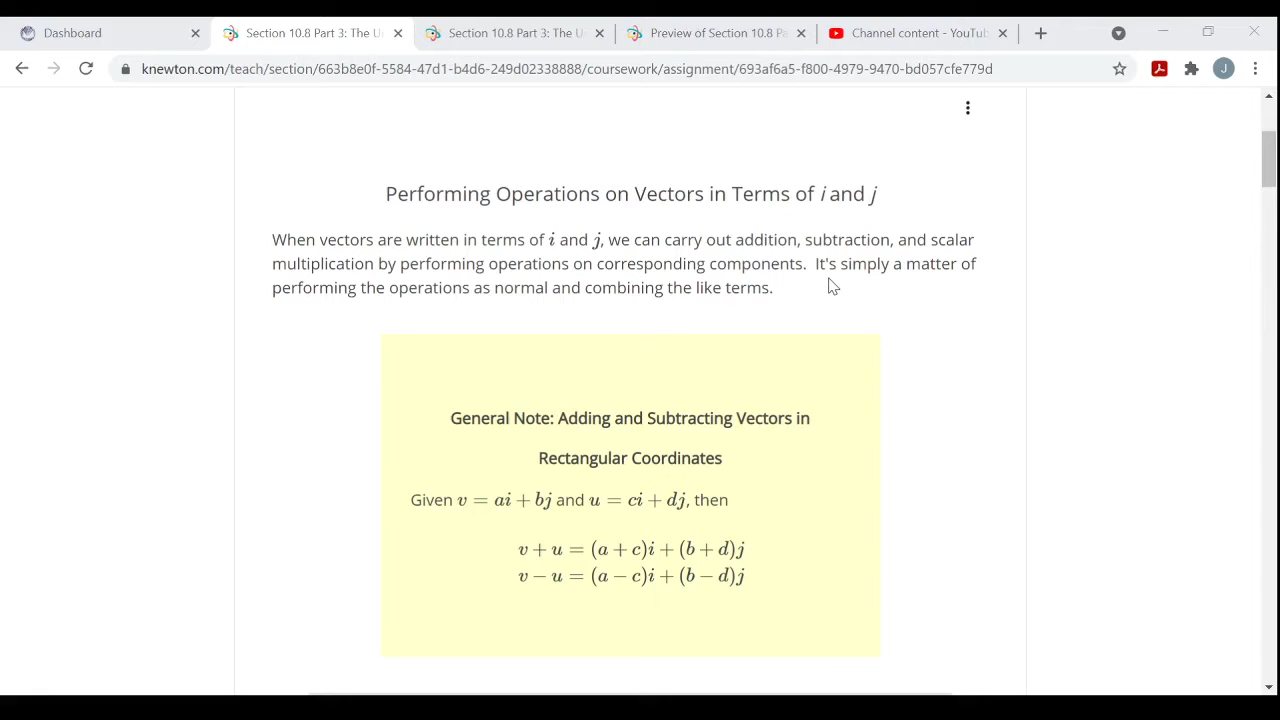 Dashboard
Section 10.8 Part 3: The U
Section 10.8 Part 3: The U
Preview of Section 10.8 Pa
Channel content - YouTub
knewton.com/teach/section/663b8e0f-5584-47d1-b4d6-249d02338888/coursework/assignment/693af6a5-f800-4979-9470-bd057cfe779d
J
Performing Operations on Vectors in Terms of i and j
When vectors are written in terms of i and j, we can carry out addition, subtraction, and scalar
multiplication by performing operations on corresponding components. It's simply a matter of
performing the operations as normal and combining the like terms.
General Note: Adding and Subtracting Vectors in
Rectangular Coordinates
Given v = ai + bj and u = ci + dj, then
v + u = (a + c)i + (b + d)j
v − u = (a − c)i + (b − d)j